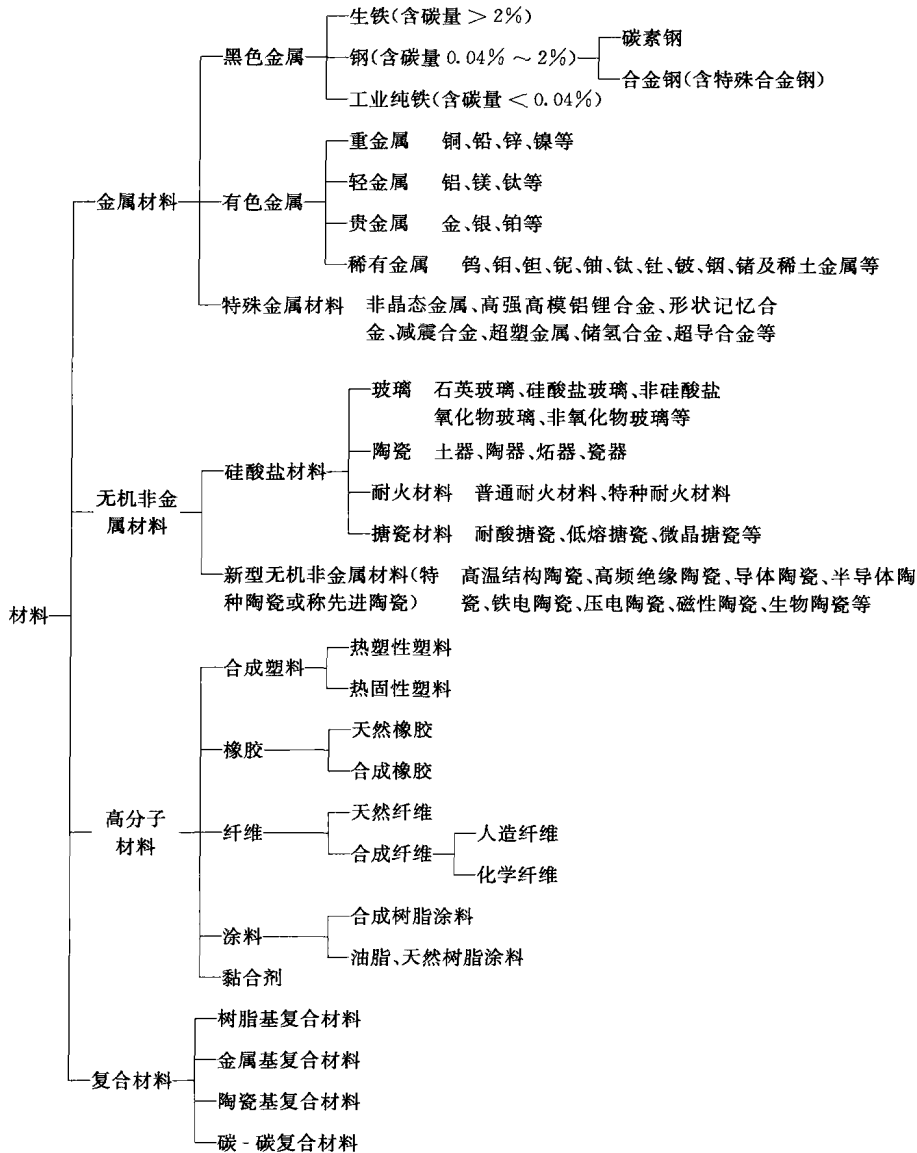 生铁(含碳量 > 2%)
黑色金属
钢(含碳量 0.04% ~ 2%)
碳素钢
合金钢(含特殊合金钢)
工业纯铁(含碳量 < 0.04%)
重金属 铜、铅、锌、镍等
轻金属 铝、镁、钛等
金属材料
有色金属
贵金属 金、银、铂等
稀有金属 钨、钼、钽、铌、铀、钛、钍、铍、铟、锗及稀土金属等
特殊金属材料 非晶态金属、高强高模铝锂合金、形状记忆合
金、减震合金、超塑金属、储氢合金、超导合金等
玻璃 石英玻璃、硅酸盐玻璃、非硅酸盐
氧化物玻璃、非氧化物玻璃等
陶瓷 土器、陶器、炻器、瓷器
硅酸盐材料
耐火材料 普通耐火材料、特种耐火材料
无机非金
属材料
搪瓷材料 耐酸搪瓷、低熔搪瓷、微晶搪瓷等
新型无机非金属材料(特 高温结构陶瓷、高频绝缘陶瓷、导体陶瓷、半导体陶
种陶瓷或称先进陶瓷) 瓷、铁电陶瓷、压电陶瓷、磁性陶瓷、生物陶瓷等
材料
合成塑料
热塑性塑料
热固性塑料
橡胶
天然橡胶
合成橡胶
高分子
材料
纤维
天然纤维
合成纤维
人造纤维
化学纤维
涂料
合成树脂涂料
油脂、天然树脂涂料
黏合剂
树脂基复合材料
金属基复合材料
复合材料
陶瓷基复合材料
碳 - 碳复合材料